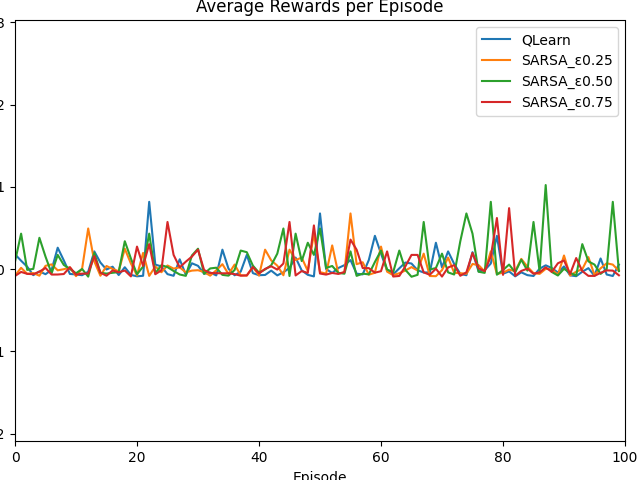 Average Rewards per Episode
3
2
1
0
1
2
0
20
40
60
80
100
Episode
QLearn
SARSA_ε0.25
SARSA_ε0.50
SARSA_ε0.75